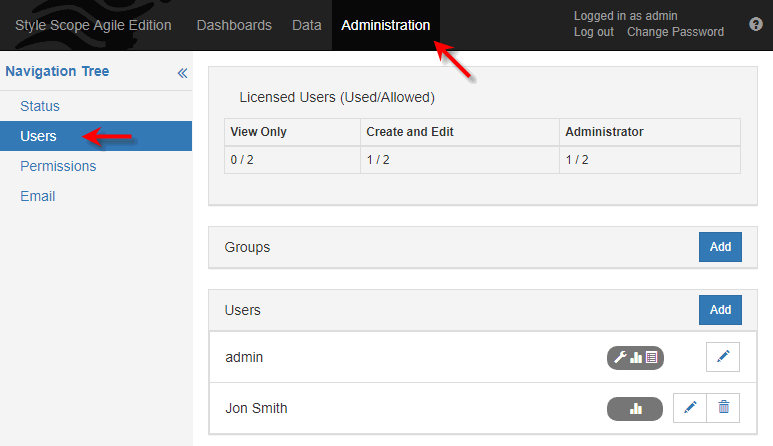 Style Scope Agile Edition Dashboards Data Administration
Logged in as admin
Log out Change Password
?
Navigation Tree «
Status
Users
Permissions
Email
Licensed Users (Used/Allowed)
View Only Create and Edit Administrator
0 / 2 1 / 2 1 / 2
Groups Add
Users Add
admin
Jon Smith